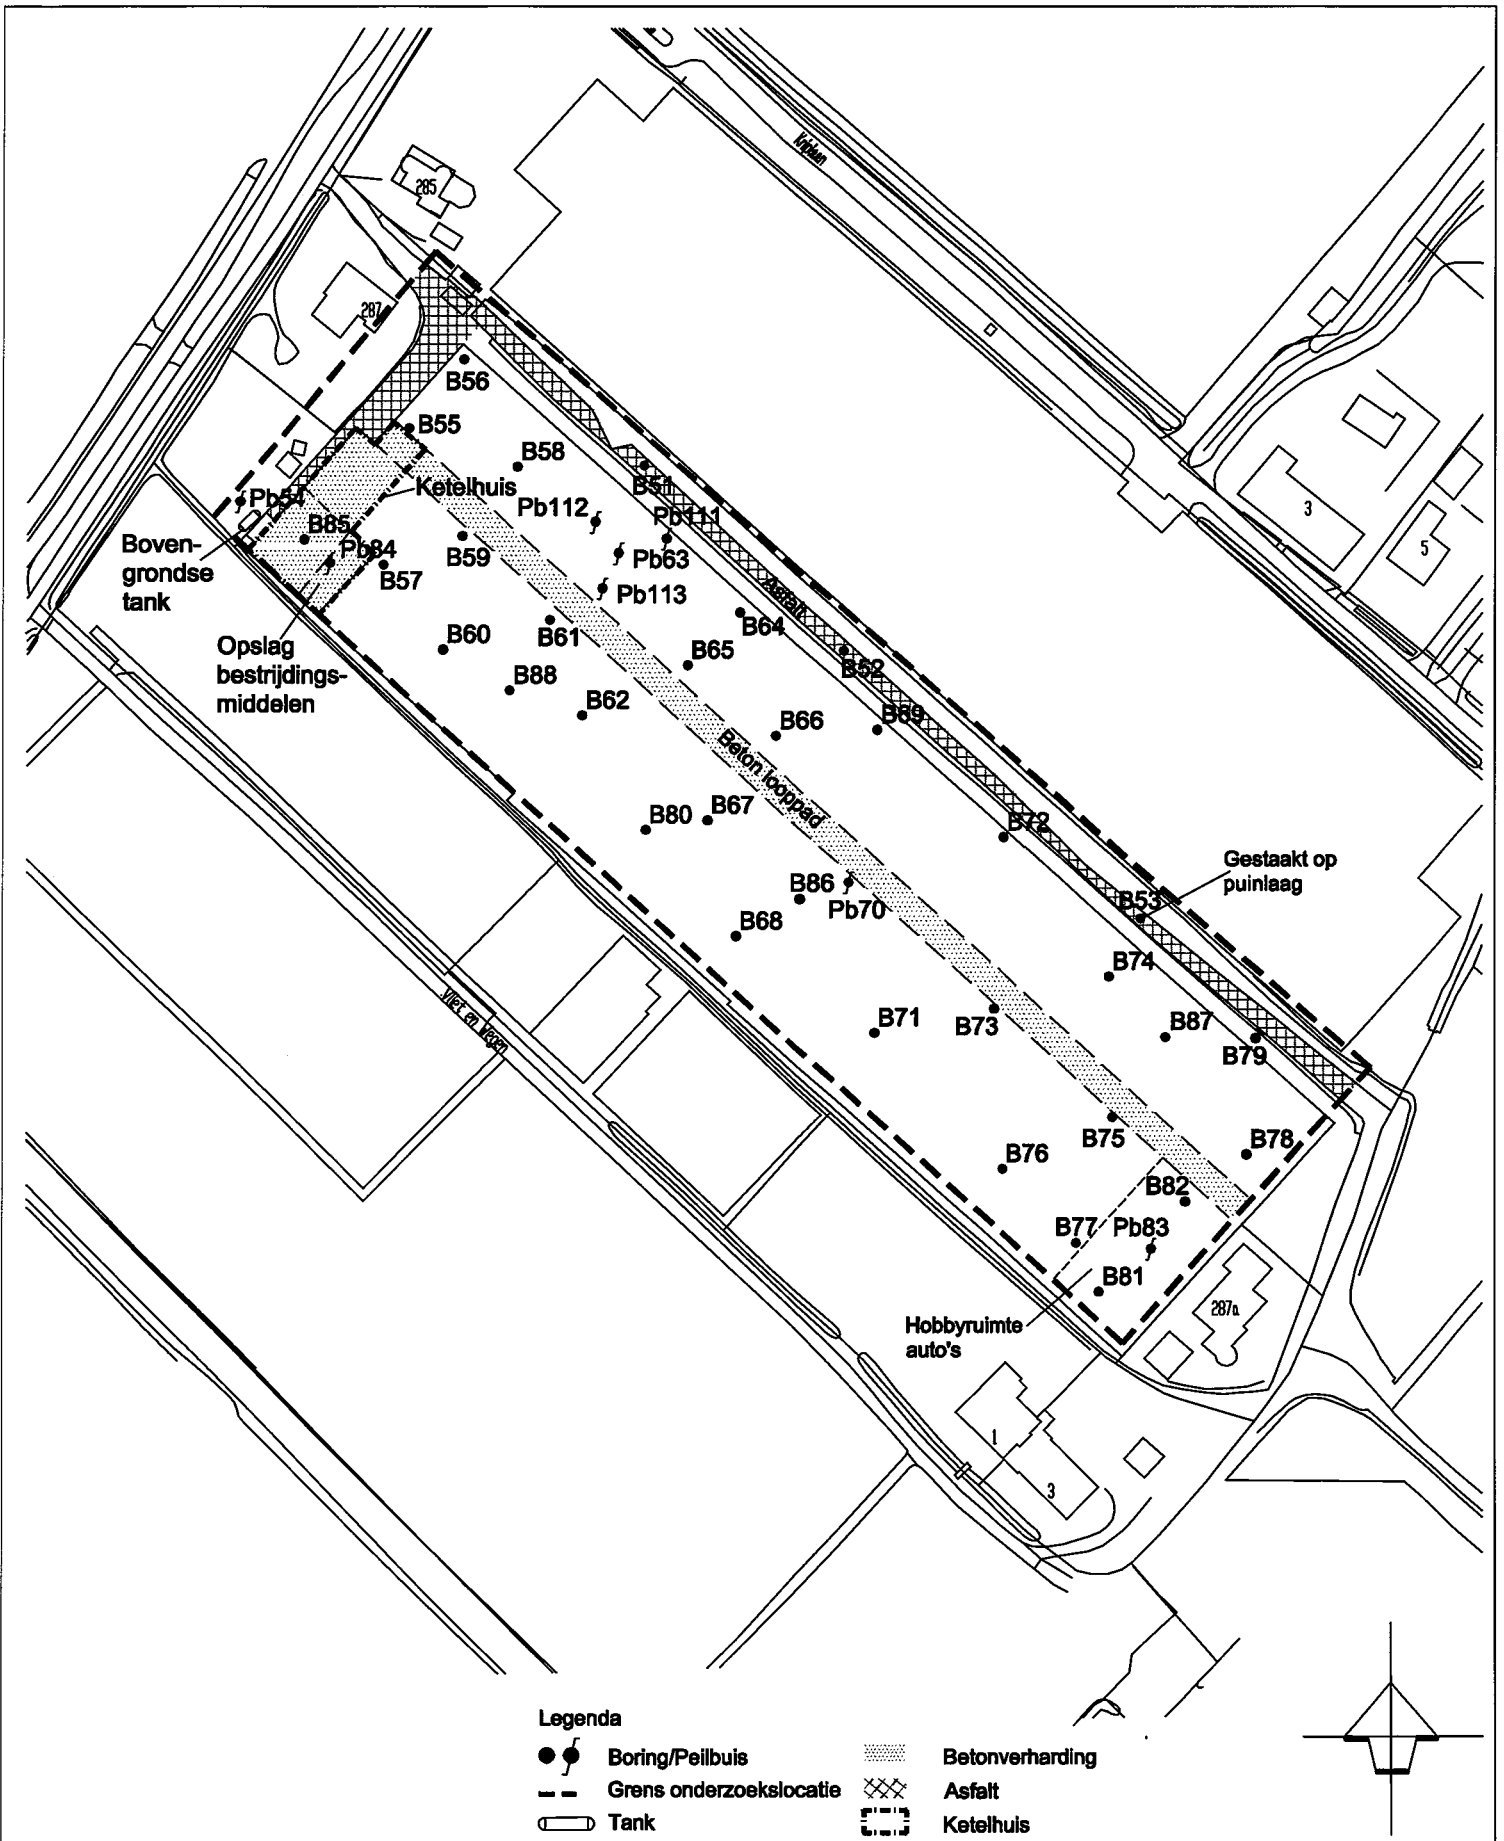 Kniplaan
285
287
B56
B55
B58
B51
Ketelhuis
Pb54
Pb112
Pb111
B85
Pb84
B59
Pb63
Boven-
grondse
tank
B57
Pb113
Asfalt
B64
B61
B60
B65
B52
Opslag
bestrijdings-
middelen
B88
B62
B66
B89
Beton looppad
B80
B67
B72
Gestaakt op
puinlaag
B86
Pb70
B53
B68
B74
Vliet en Wegen
B71
B73
B87
B79
B75
B78
B76
B82
B77
Pb83
B81
Hobbyruimte
auto's
287a
3
5
1
3
Legenda
Boring/Peilbuis
Betonverharding
Grens onderzoekslocatie
Asfalt
Tank
Ketelhuis